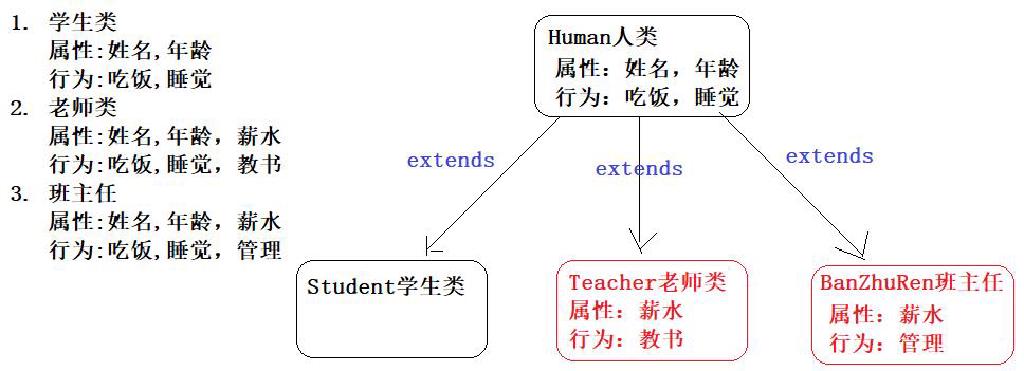 1. 学生类
属性:姓名,年龄
行为:吃饭,睡觉
2. 老师类
属性:姓名,年龄，薪水
行为:吃饭,睡觉，教书
3. 班主任
属性:姓名,年龄，薪水
行为:吃饭,睡觉，管理
Human人类
属性：姓名，年龄
行为：吃饭，睡觉
extends
extends
extends
Student学生类
Teacher老师类
属性：薪水
行为：教书
BanZhuRen班主任
属性：薪水
行为：管理